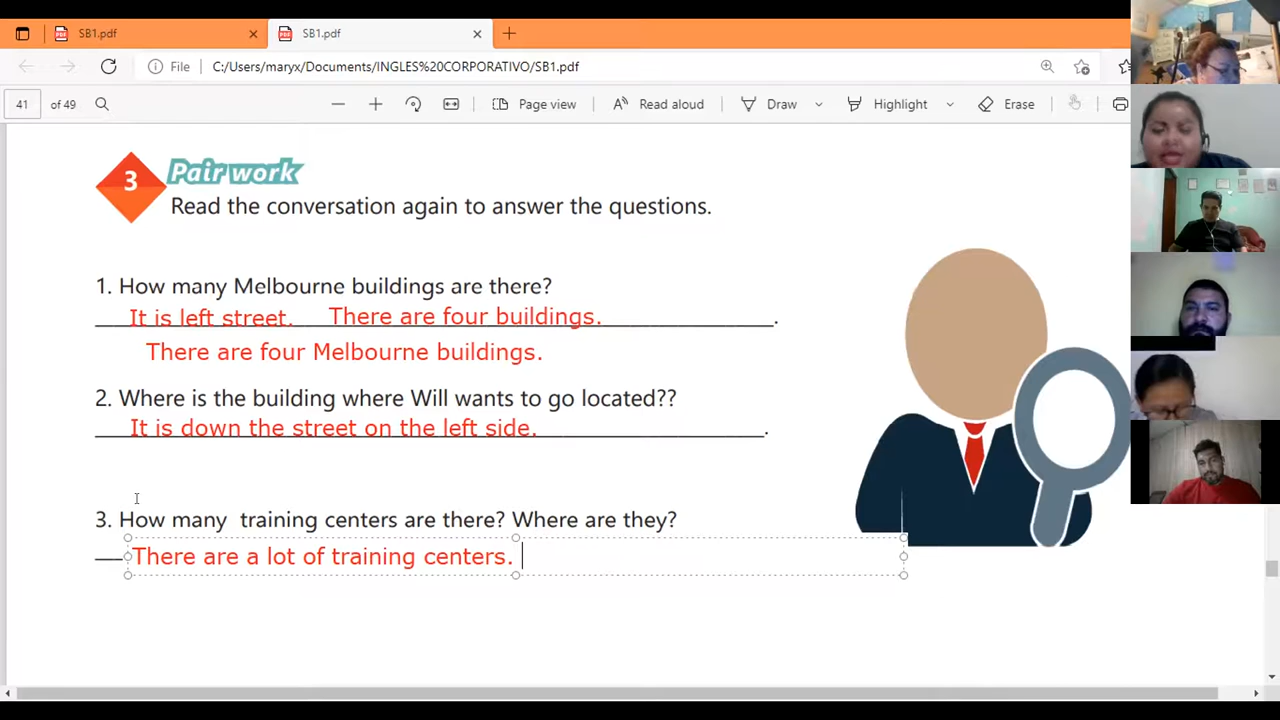 SB1.pdf
SB1.pdf
File C:/Users/maryx/Documents/INGLES%20CORPORATIVO/SB1.pdf
41 of 49 Page view Read aloud Draw Highlight Erase
3 Pair work
Read the conversation again to answer the questions.
1. How many Melbourne buildings are there?
It is left street. There are four buildings. .
There are four Melbourne buildings.
2. Where is the building where Will wants to go located??
It is down the street on the left side. .
3. How many training centers are there? Where are they?
There are a lot of training centers.